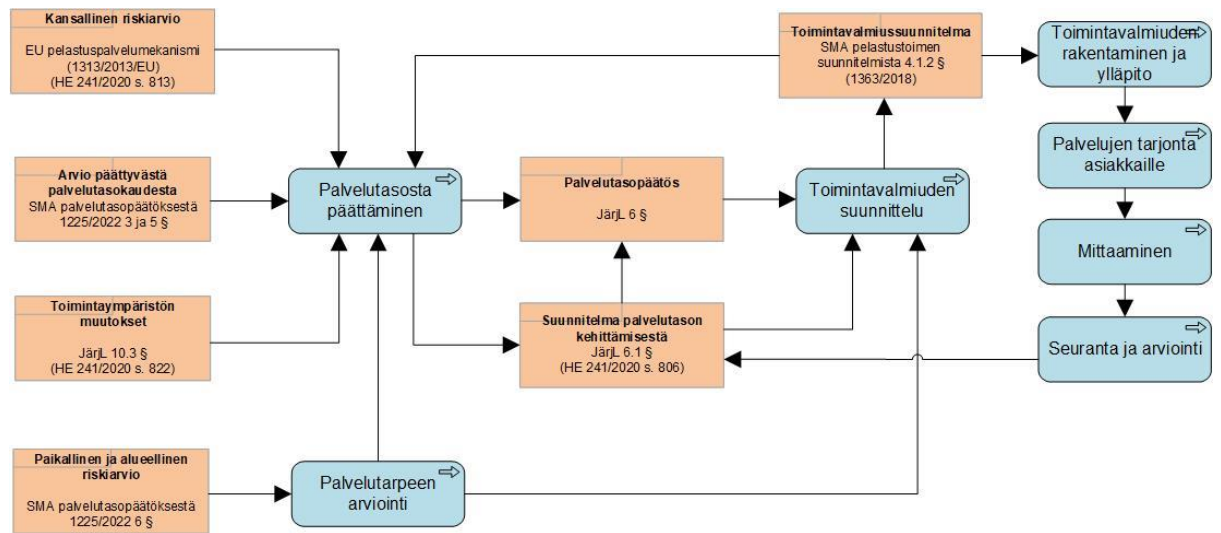 Kansallinen riskiarvio
EU pelastuspalvelumekanismi
(1313/2013/EU)
(HE 241/2020 s. 813)
Toimintavalmiussuunnitelma
SMA pelastustoimen
suunnitelmista 4.1.2 §
(1363/2018)
Toimintavalmiuden
rakentaminen ja
ylläpito
Arvio päättyvästä
palvelutasokaudesta
SMA palvelutasopäätöksestä
1225/2022 3 ja 5 §
Palvelutasosta
päättäminen
Palvelutasopäätös
JärjL 6 §
Toimintavalmiuden
suunnittelu
Palvelujen tarjonta
asiakkaille
Mittaaminen
Toimintaympäristön
muutokset
JärjL 10.3 §
(HE 241/2020 s. 822)
Suunnitelma palvelutason
kehittämisestä
JärjL 6.1 §
(HE 241/2020 s. 806)
Seuranta ja arviointi
Paikallinen ja alueellinen
riskiarvio
SMA palvelutasopäätöksestä
1225/2022 6 §
Palvelutarpeen
arviointi